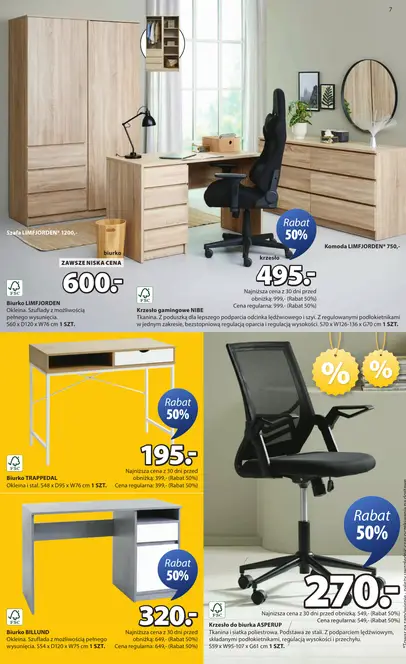 7
Szafa LIMFJORDEN* 1200,-
Komoda LIMFJORDEN* 750,-
biurko
ZAWSZE NISKA CENA
600.-
FSC
Biurko LIMFJORDEN
Okleina. Szuflady z możliwością
pełnego wysunięcia.
S60 x D120 x W76 cm 1 SZT.
krzesło
Rabat
50%
495.-
Najniższa cena z 30 dni przed
obniżką: 999,- (Rabat 50%)
Cena regularna: 999,- (Rabat 50%)
FSC
Krzesło gamingowe NIBE
Tkanina. Z poduszką dla lepszego podparcia odcinka lędźwiowego i szyi. Z regulowanymi podłokietnikami
w jednym zakresie, bezstopniową regulacją oparcia i regulacją wysokości. S70 x W126-136 x G70 cm 1 SZT.
Rabat
50%
195.-
Najniższa cena z 30 dni przed
obniżką: 399,- (Rabat 50%)
Cena regularna: 399,- (Rabat 50%)
FSC
Biurko TRAPPEDAL
Okleina i stal. S48 x D95 x W76 cm 1 SZT.
%
%
Rabat
50%
320.-
Najniższa cena z 30 dni przed
obniżką: 649,- (Rabat 50%)
Cena regularna: 649,- (Rabat 50%)
FSC
Biurko BILLUND
Okleina. Szuflada z możliwością pełnego
wysunięcia. S54 x D120 x W75 cm 1 SZT.
Rabat
50%
270.-
Najniższa cena z 30 dni przed obniżką: 549,- (Rabat 50%)
Cena regularna: 549,- (Rabat 50%)
Krzesło do biurka ASPERUP
Tkanina i siatka poliestrowa. Podstawa ze stali. Z podparciem lędźwiowym,
składanymi podłokietnikami, regulacją wysokości i przechyłu.
S59 x W95-107 x G61 cm 1 SZT.